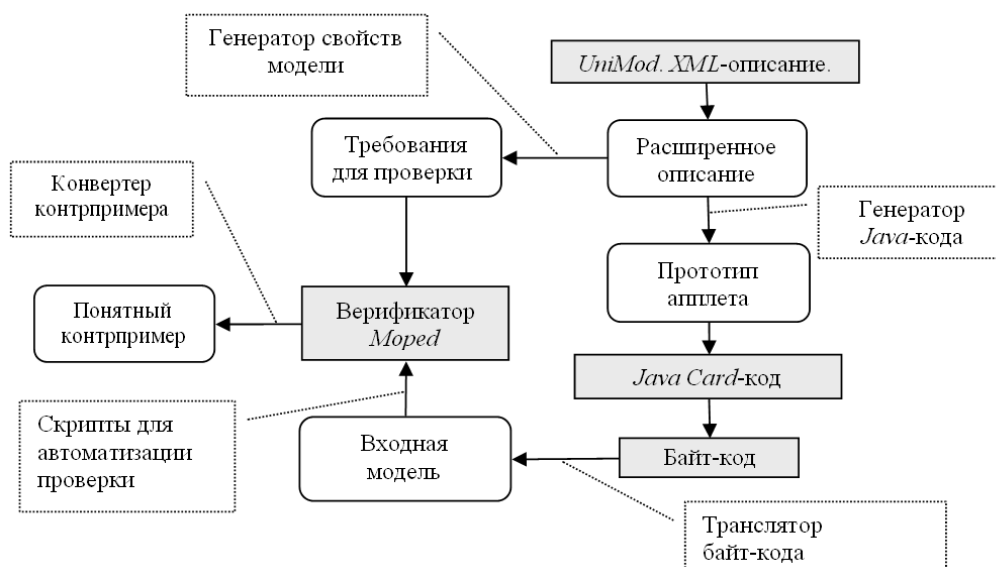 Генератор свойств
модели
UniMod. XML-описание.
Требования
для проверки
Расширенное
описание
Конвертер
контрпримера
Генератор
Java-кода
Прототип
апплета
Понятный
контрпример
Верификатор
Moped
Java Card-код
Скрипты для
автоматизации
проверки
Входная
модель
Байт-код
Транслятор
байт-кода